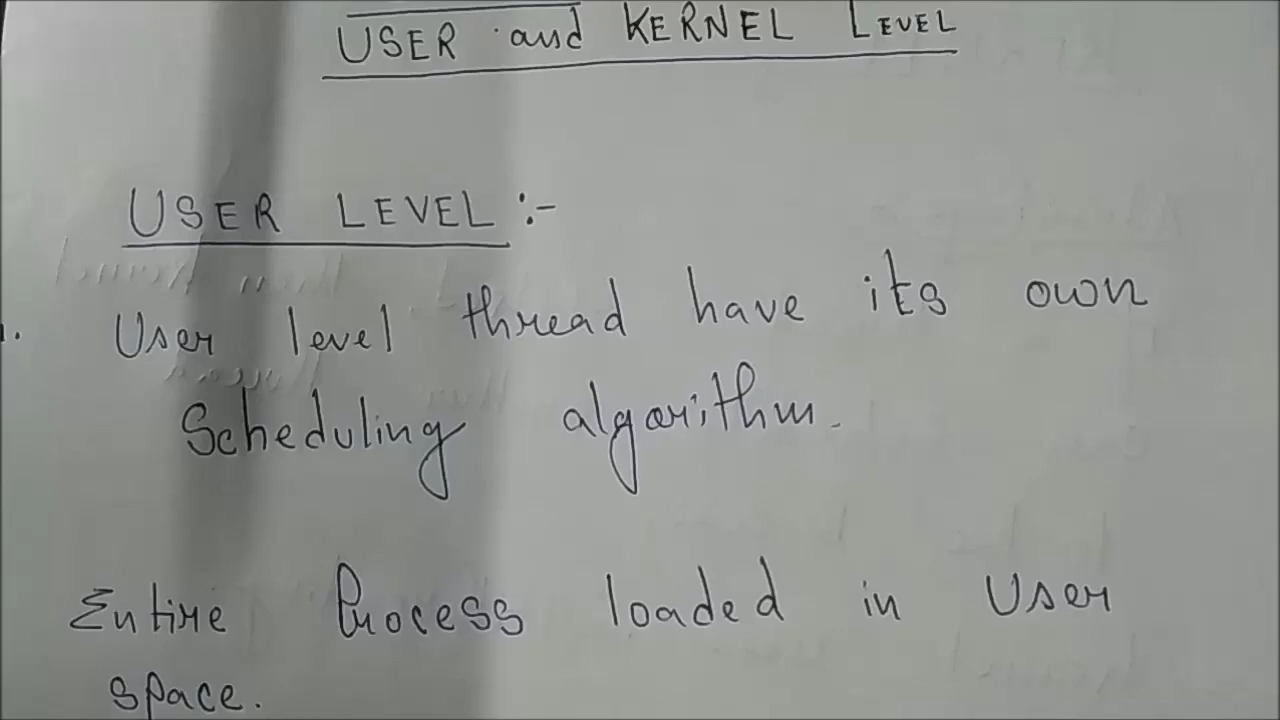 USER and KERNEL LEVEL
USER LEVEL :-
1. User level thread have its own
Scheduling algorithm.
Entire Process loaded in User
space.